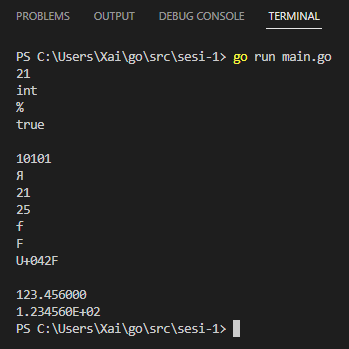 PROBLEMS OUTPUT DEBUG CONSOLE TERMINAL
PS C:\Users\Xai\go\src\sesi-1> go run main.go
21
int
%
true
10101
Я
21
25
f
F
U+042F
123.456000
1.234560E+02
PS C:\Users\Xai\go\src\sesi-1>